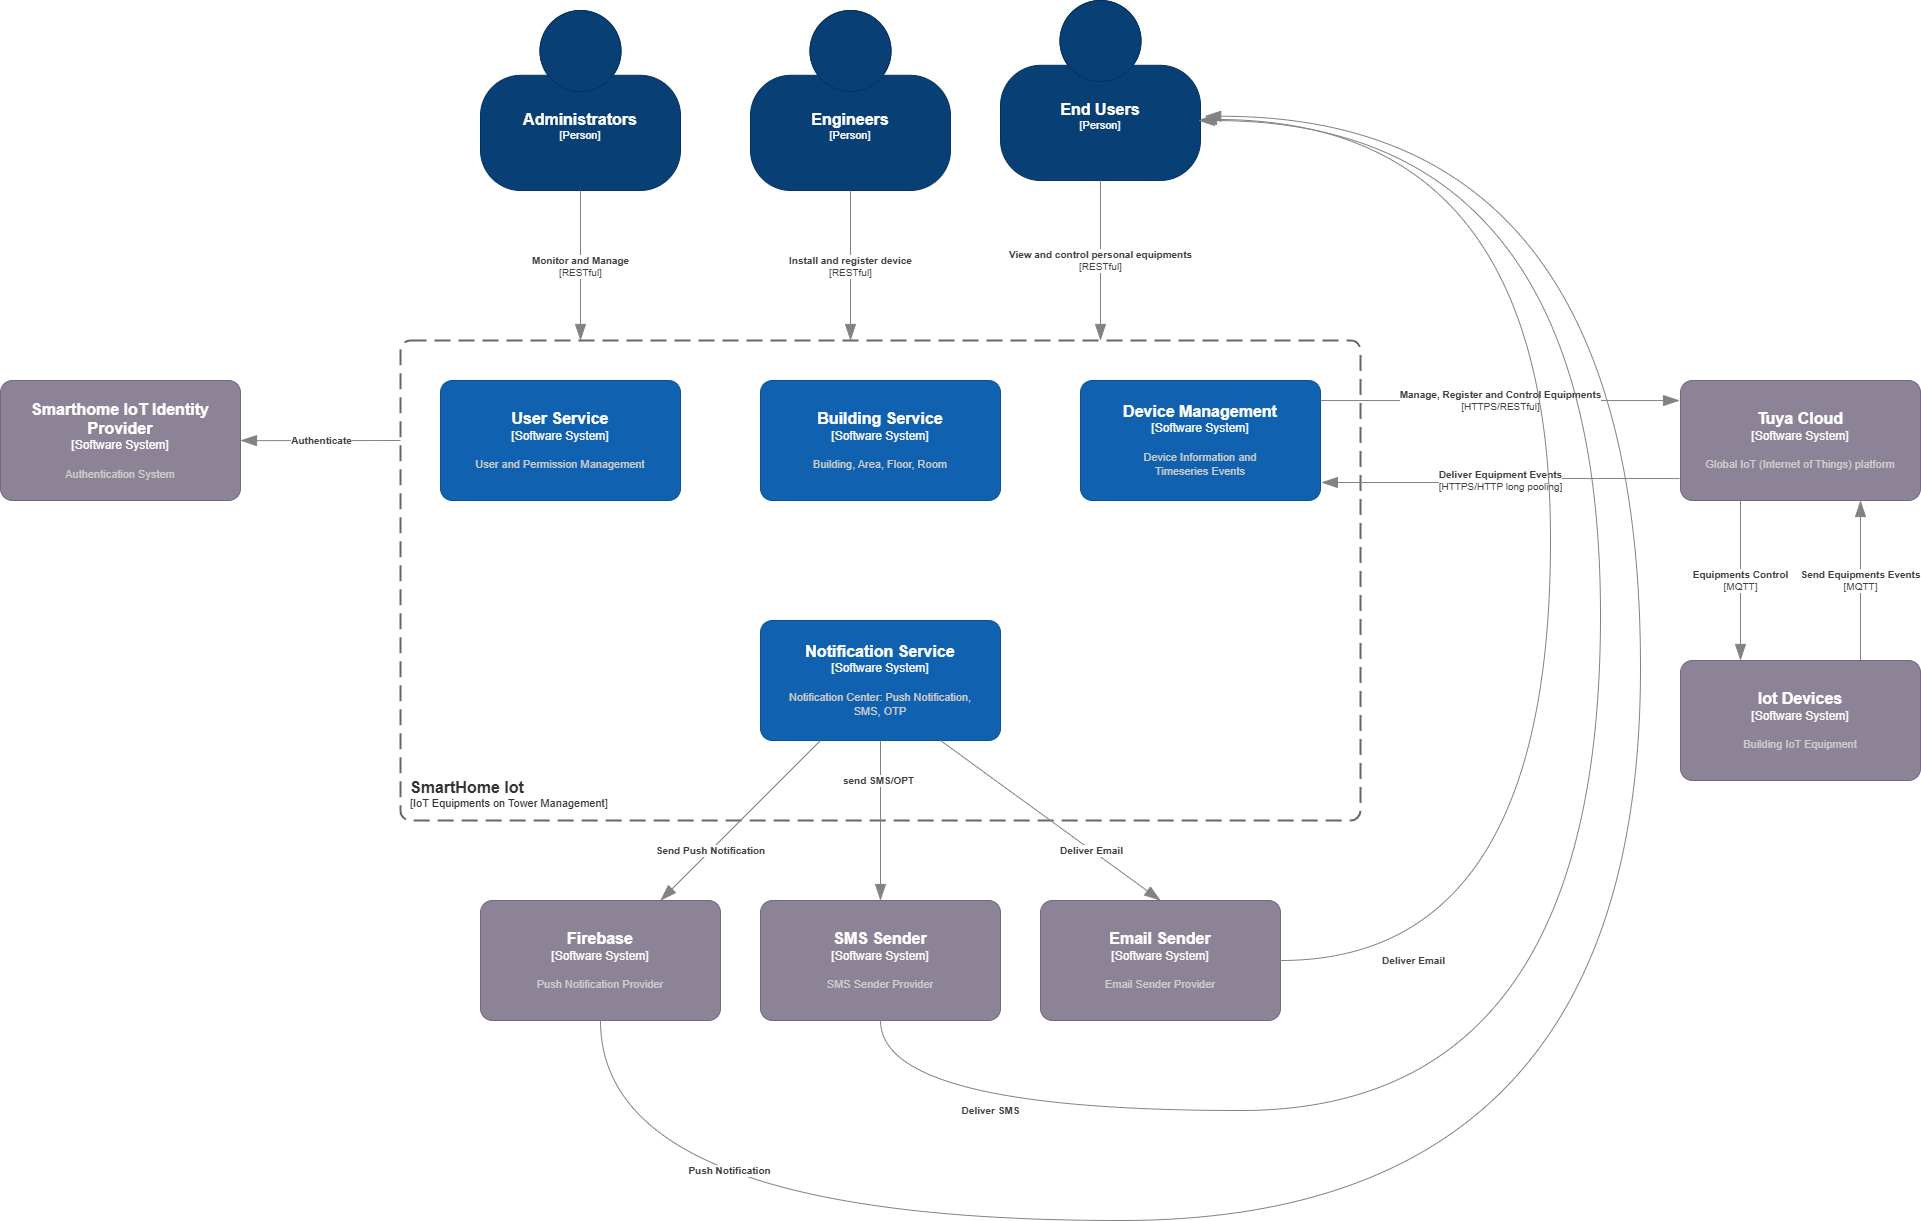 Administrators
[Person]
Engineers
[Person]
End Users
[Person]
Monitor and Manage
[RESTful]
Install and register device
[RESTful]
View and control personal equipments
[RESTful]
Smarthome IoT Identity
Provider
[Software System]
Authentication System
Authenticate
User Service
[Software System]
User and Permission Management
Building Service
[Software System]
Building, Area, Floor, Room
Device Management
[Software System]
Device Information and
Timeseries Events
Manage, Register and Control Equipments
[HTTPS/RESTful]
Deliver Equipment Events
[HTTPS/HTTP long pooling]
Tuya Cloud
[Software System]
Global IoT (Internet of Things) platform
Equipments Control
[MQTT]
Send Equipments Events
[MQTT]
Iot Devices
[Software System]
Building IoT Equipment
Notification Service
[Software System]
Notification Center: Push Notification,
SMS, OTP
SmartHome Iot
[IoT Equipments on Tower Management]
send SMS/OPT
Send Push Notification
Deliver Email
Firebase
[Software System]
Push Notification Provider
SMS Sender
[Software System]
SMS Sender Provider
Email Sender
[Software System]
Email Sender Provider
Deliver Email
Deliver SMS
Push Notification